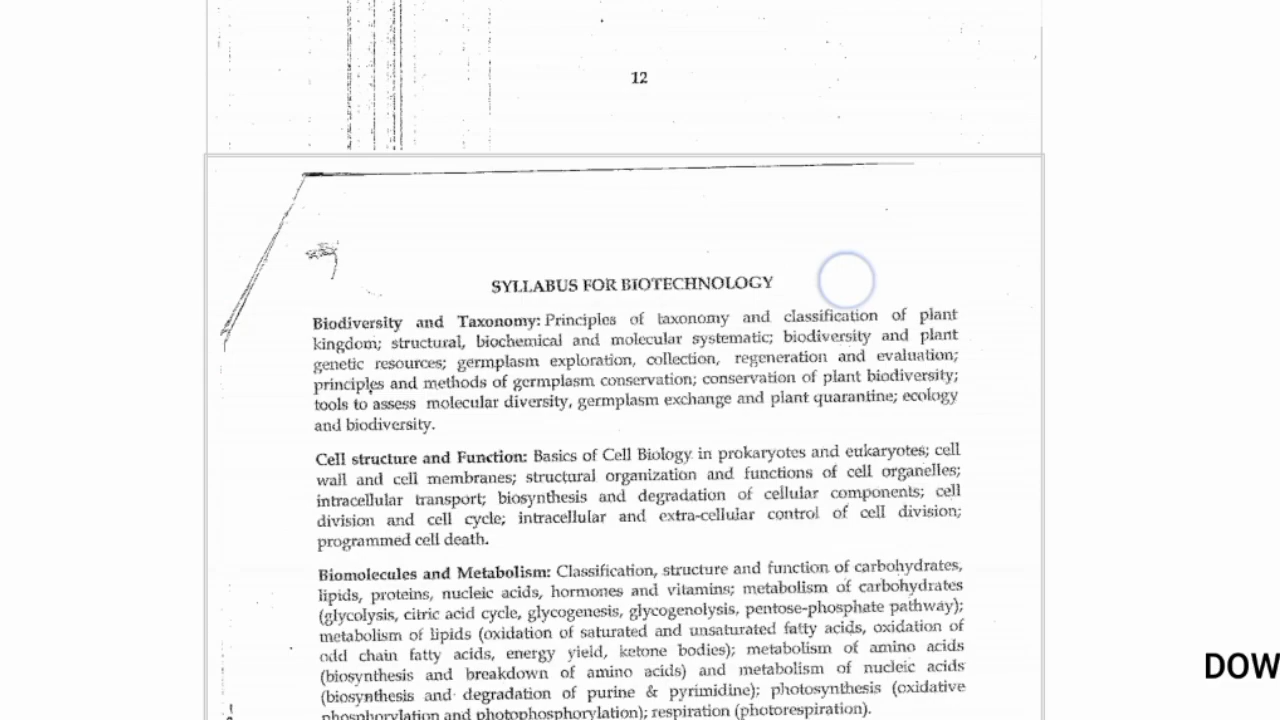 12
SYLLABUS FOR BIOTECHNOLOGY
Biodiversity and Taxonomy: Principles of taxonomy and classification of plant
kingdom; structural, biochemical and molecular systematic; biodiversity and plant
genetic resources; germplasm exploration, collection, regeneration and evaluation;
principles and methods of germplasm conservation; conservation of plant biodiversity;
tools to assess molecular diversity, germplasm exchange and plant quarantine; ecology
and biodiversity.
Cell structure and Function: Basics of Cell Biology in prokaryotes and eukaryotes; cell
wall and cell membranes; structural organization and functions of cell organelles;
intracellular transport; biosynthesis and degradation of cellular components; cell
division and cell cycle; intracellular and extra-cellular control of cell division;
programmed cell death.
Biomolecules and Metabolism: Classification, structure and function of carbohydrates,
lipids, proteins, nucleic acids, hormones and vitamins; metabolism of carbohydrates
(glycolysis, citric acid cycle, glycogenesis, glycogenolysis, pentose-phosphate pathway);
metabolism of lipids (oxidation of saturated and unsaturated fatty acids, oxidation of
odd chain fatty acids, energy yield, ketone bodies); metabolism of amino acids
(biosynthesis and breakdown of amino acids) and metabolism of nucleic acids
(biosynthesis and degradation of purine & pyrimidine); photosynthesis (oxidative
phosphorylation and photophosphorylation); respiration (photorespiration).
DOW